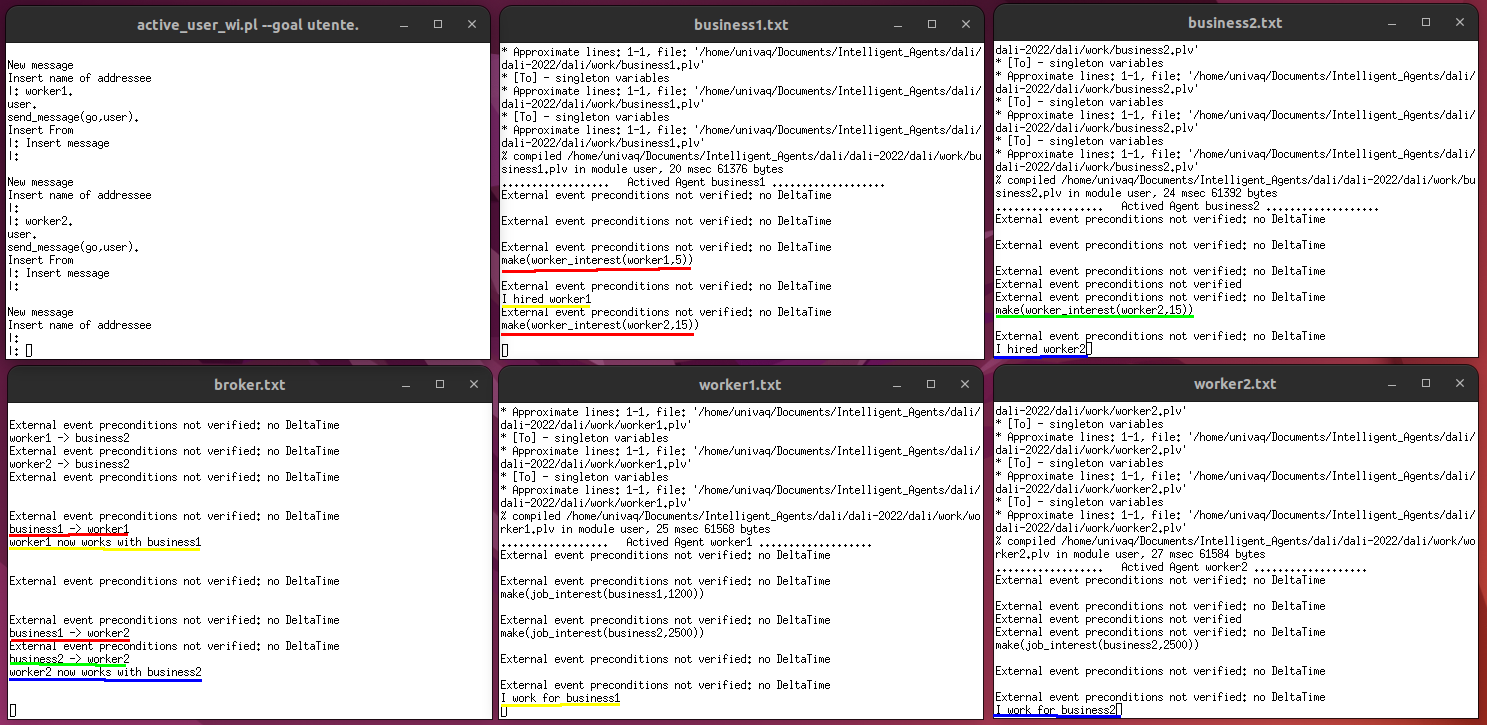 active_user_wi.pl --goal utente.
New message
Insert name of addressee
|: worker1.
user.
send_message(go,user).
Insert From
|: Insert message
|:
New message
Insert name of addressee
|:
|: worker2.
user.
send_message(go,user).
Insert From
|: Insert message
|:
New message
Insert name of addressee
|:
|:
business1.txt
* Approximate lines: 1-1, file: '/home/univaq/Documents/Intelligent_Agents/dali/
dali-2022/dali/work/business1.plv'
* [To] - singleton variables
* Approximate lines: 1-1, file: '/home/univaq/Documents/Intelligent_Agents/dali/
dali-2022/dali/work/business1.plv'
* [To] - singleton variables
* Approximate lines: 1-1, file: '/home/univaq/Documents/Intelligent_Agents/dali/
dali-2022/dali/work/business1.plv'
% compiled /home/univaq/Documents/Intelligent_Agents/dali/dali-2022/dali/work/bu
siness1.plv in module user, 20 msec 61376 bytes
.................. Actived Agent business1 ...................
External event preconditions not verified: no DeltaTime
External event preconditions not verified: no DeltaTime
External event preconditions not verified: no DeltaTime
make(worker_interest(worker1,5))
External event preconditions not verified: no DeltaTime
I hired worker1
External event preconditions not verified: no DeltaTime
make(worker_interest(worker2,15))
business2.txt
dali-2022/dali/work/business2.plv'
* [To] - singleton variables
* Approximate lines: 1-1, file: '/home/univaq/Documents/Intelligent_Agents/dali/
dali-2022/dali/work/business2.plv'
* [To] - singleton variables
* Approximate lines: 1-1, file: '/home/univaq/Documents/Intelligent_Agents/dali/
dali-2022/dali/work/business2.plv'
* [To] - singleton variables
* Approximate lines: 1-1, file: '/home/univaq/Documents/Intelligent_Agents/dali/
dali-2022/dali/work/business2.plv'
% compiled /home/univaq/Documents/Intelligent_Agents/dali/dali-2022/dali/work/bu
siness2.plv in module user, 24 msec 61392 bytes
.................. Actived Agent business2 ...................
External event preconditions not verified: no DeltaTime
External event preconditions not verified: no DeltaTime
External event preconditions not verified: no DeltaTime
External event preconditions not verified
External event preconditions not verified: no DeltaTime
make(worker_interest(worker2,15))
External event preconditions not verified: no DeltaTime
I hired worker2
broker.txt
External event preconditions not verified: no DeltaTime
worker1 -> business2
External event preconditions not verified: no DeltaTime
worker2 -> business2
External event preconditions not verified: no DeltaTime
External event preconditions not verified: no DeltaTime
business1 -> worker1
worker1 now works with business1
External event preconditions not verified: no DeltaTime
External event preconditions not verified: no DeltaTime
business1 -> worker2
External event preconditions not verified: no DeltaTime
business2 -> worker2
worker2 now works with business2
worker1.txt
* Approximate lines: 1-1, file: '/home/univaq/Documents/Intelligent_Agents/dali/
dali-2022/dali/work/worker1.plv'
* [To] - singleton variables
* Approximate lines: 1-1, file: '/home/univaq/Documents/Intelligent_Agents/dali/
dali-2022/dali/work/worker1.plv'
* [To] - singleton variables
* Approximate lines: 1-1, file: '/home/univaq/Documents/Intelligent_Agents/dali/
dali-2022/dali/work/worker1.plv'
% compiled /home/univaq/Documents/Intelligent_Agents/dali/dali-2022/dali/work/wo
rker1.plv in module user, 25 msec 61568 bytes
.................. Actived Agent worker1 ...................
External event preconditions not verified: no DeltaTime
External event preconditions not verified: no DeltaTime
make(job_interest(business1,1200))
External event preconditions not verified: no DeltaTime
make(job_interest(business2,2500))
External event preconditions not verified: no DeltaTime
External event preconditions not verified: no DeltaTime
I work for business1
worker2.txt
dali-2022/dali/work/worker2.plv'
* [To] - singleton variables
* Approximate lines: 1-1, file: '/home/univaq/Documents/Intelligent_Agents/dali/
dali-2022/dali/work/worker2.plv'
* [To] - singleton variables
* Approximate lines: 1-1, file: '/home/univaq/Documents/Intelligent_Agents/dali/
dali-2022/dali/work/worker2.plv'
* [To] - singleton variables
* Approximate lines: 1-1, file: '/home/univaq/Documents/Intelligent_Agents/dali/
dali-2022/dali/work/worker2.plv'
% compiled /home/univaq/Documents/Intelligent_Agents/dali/dali-2022/dali/work/wo
rker2.plv in module user, 27 msec 61584 bytes
.................. Actived Agent worker2 ...................
External event preconditions not verified: no DeltaTime
External event preconditions not verified: no DeltaTime
External event preconditions not verified
External event preconditions not verified: no DeltaTime
make(job_interest(business2,2500))
External event preconditions not verified: no DeltaTime
External event preconditions not verified: no DeltaTime
I work for business2